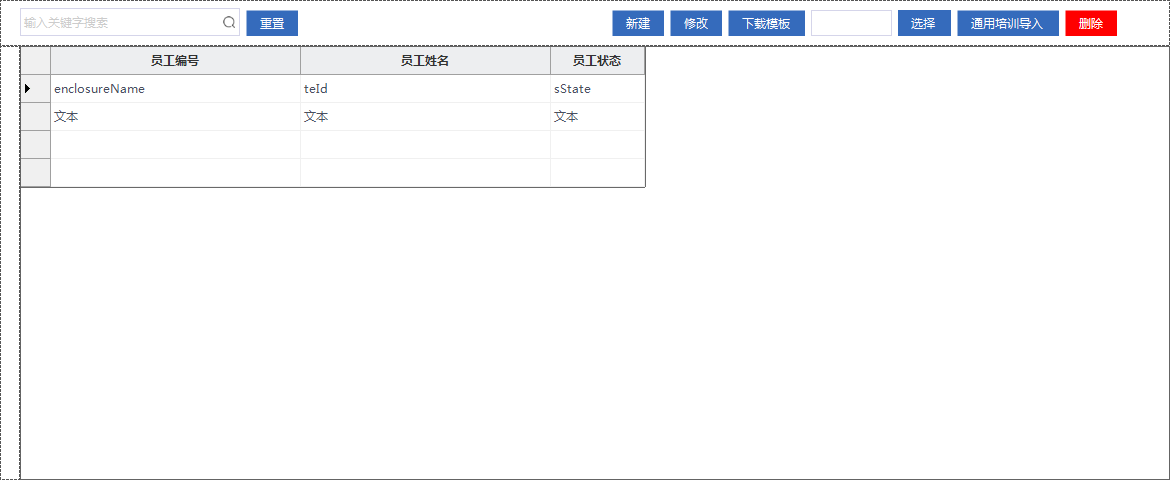 输入关键字搜索 重置 新建 修改 下载模板 选择 通用培训导入 删除
员工编号 员工姓名 员工状态
enclosureName teId sState
文本 文本 文本